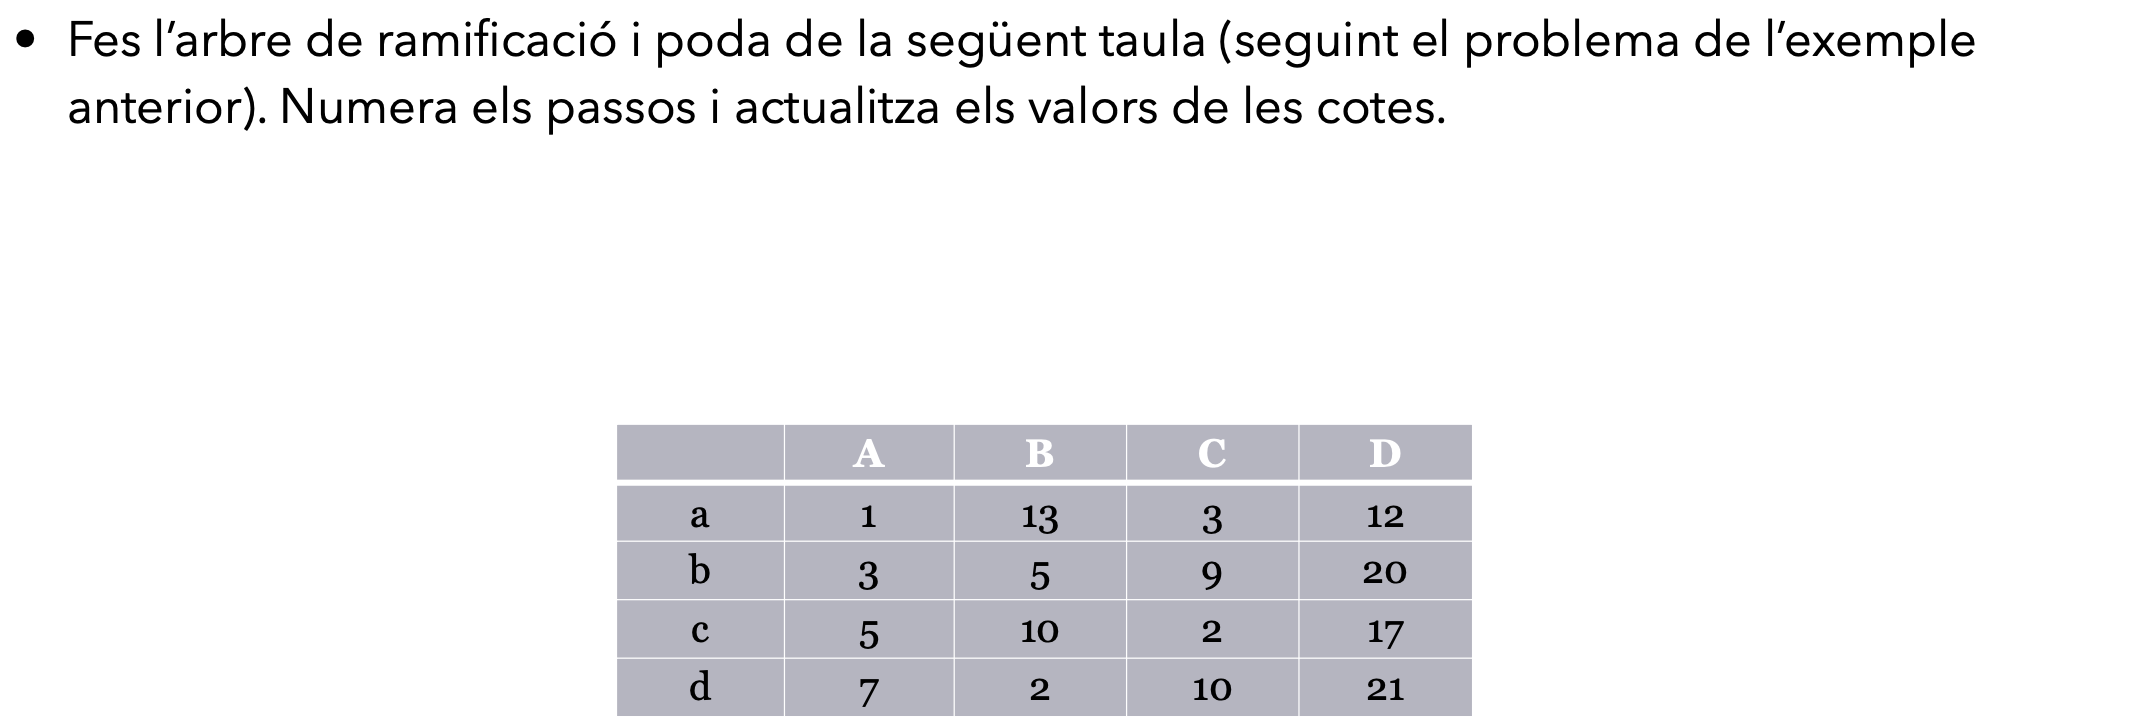 • Fes l’arbre de ramificació i poda de la següent taula (seguint el problema de l’exemple
anterior). Numera els passos i actualitza els valors de les cotes.
A B C D
a 1 13 3 12
b 3 5 9 20
c 5 10 2 17
d 7 2 10 21